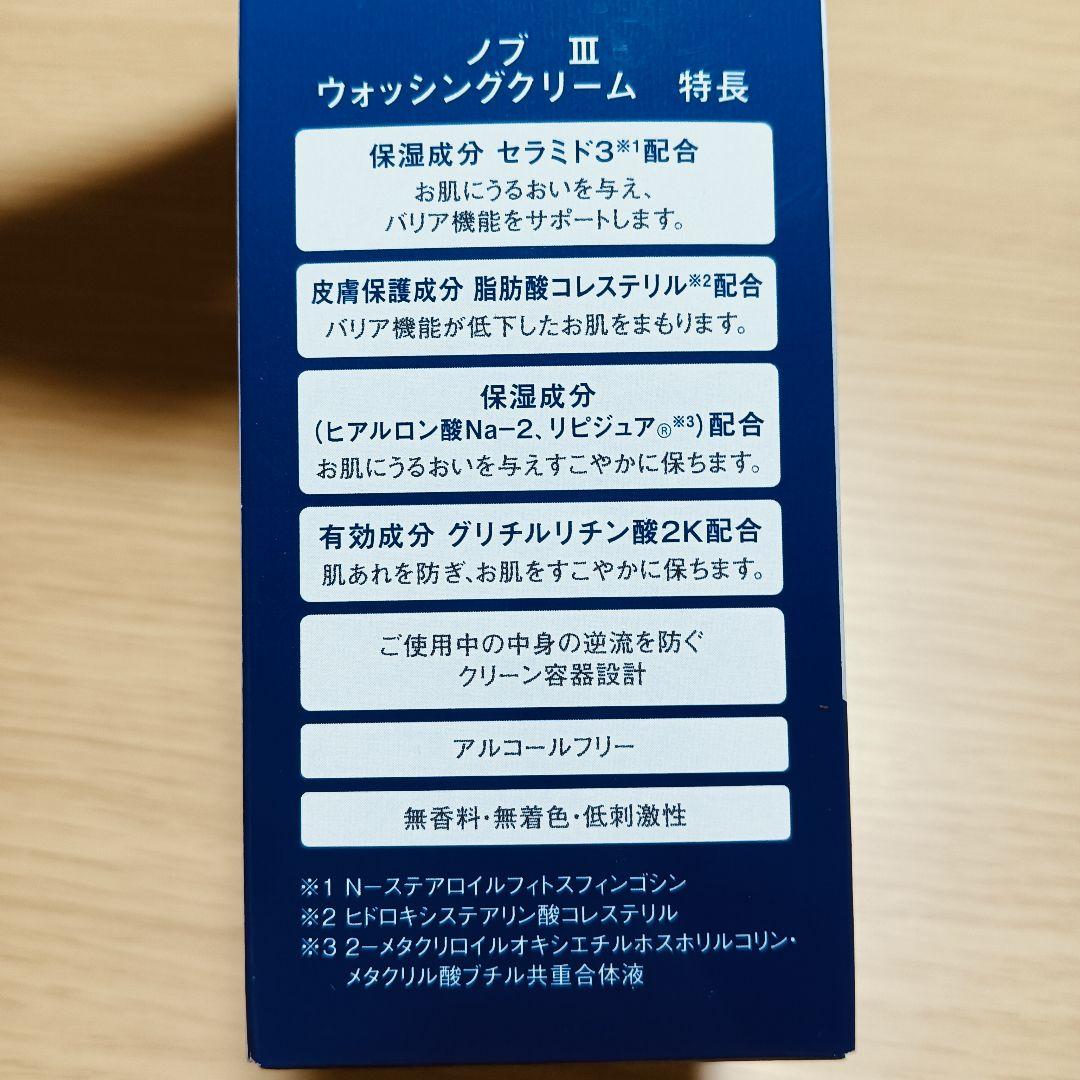 ノブ Ⅲ
ウォッシングクリーム 特長
保湿成分 セラミド3※1配合
お肌にうるおいを与え、
バリア機能をサポートします。
皮膚保護成分 脂肪酸コレステリル※2配合
バリア機能が低下したお肌をまもります。
保湿成分
(ヒアルロン酸Na−2、リピジュア®※3)配合
お肌にうるおいを与えすこやかに保ちます。
有効成分 グリチルリチン酸2K配合
肌あれを防ぎ、お肌をすこやかに保ちます。
ご使用中の中身の逆流を防ぐ
クリーン容器設計
アルコールフリー
無香料・無着色・低刺激性
※1 N−ステアロイルフィトスフィンゴシン
※2 ヒドロキシステアリン酸コレステリル
※3 2−メタクリロイルオキシエチルホスホリルコリン・
メタクリル酸ブチル共重合体液